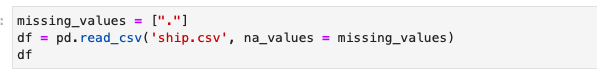 missing_values = ["."]
df = pd.read_csv('ship.csv', na_values = missing_values)
df